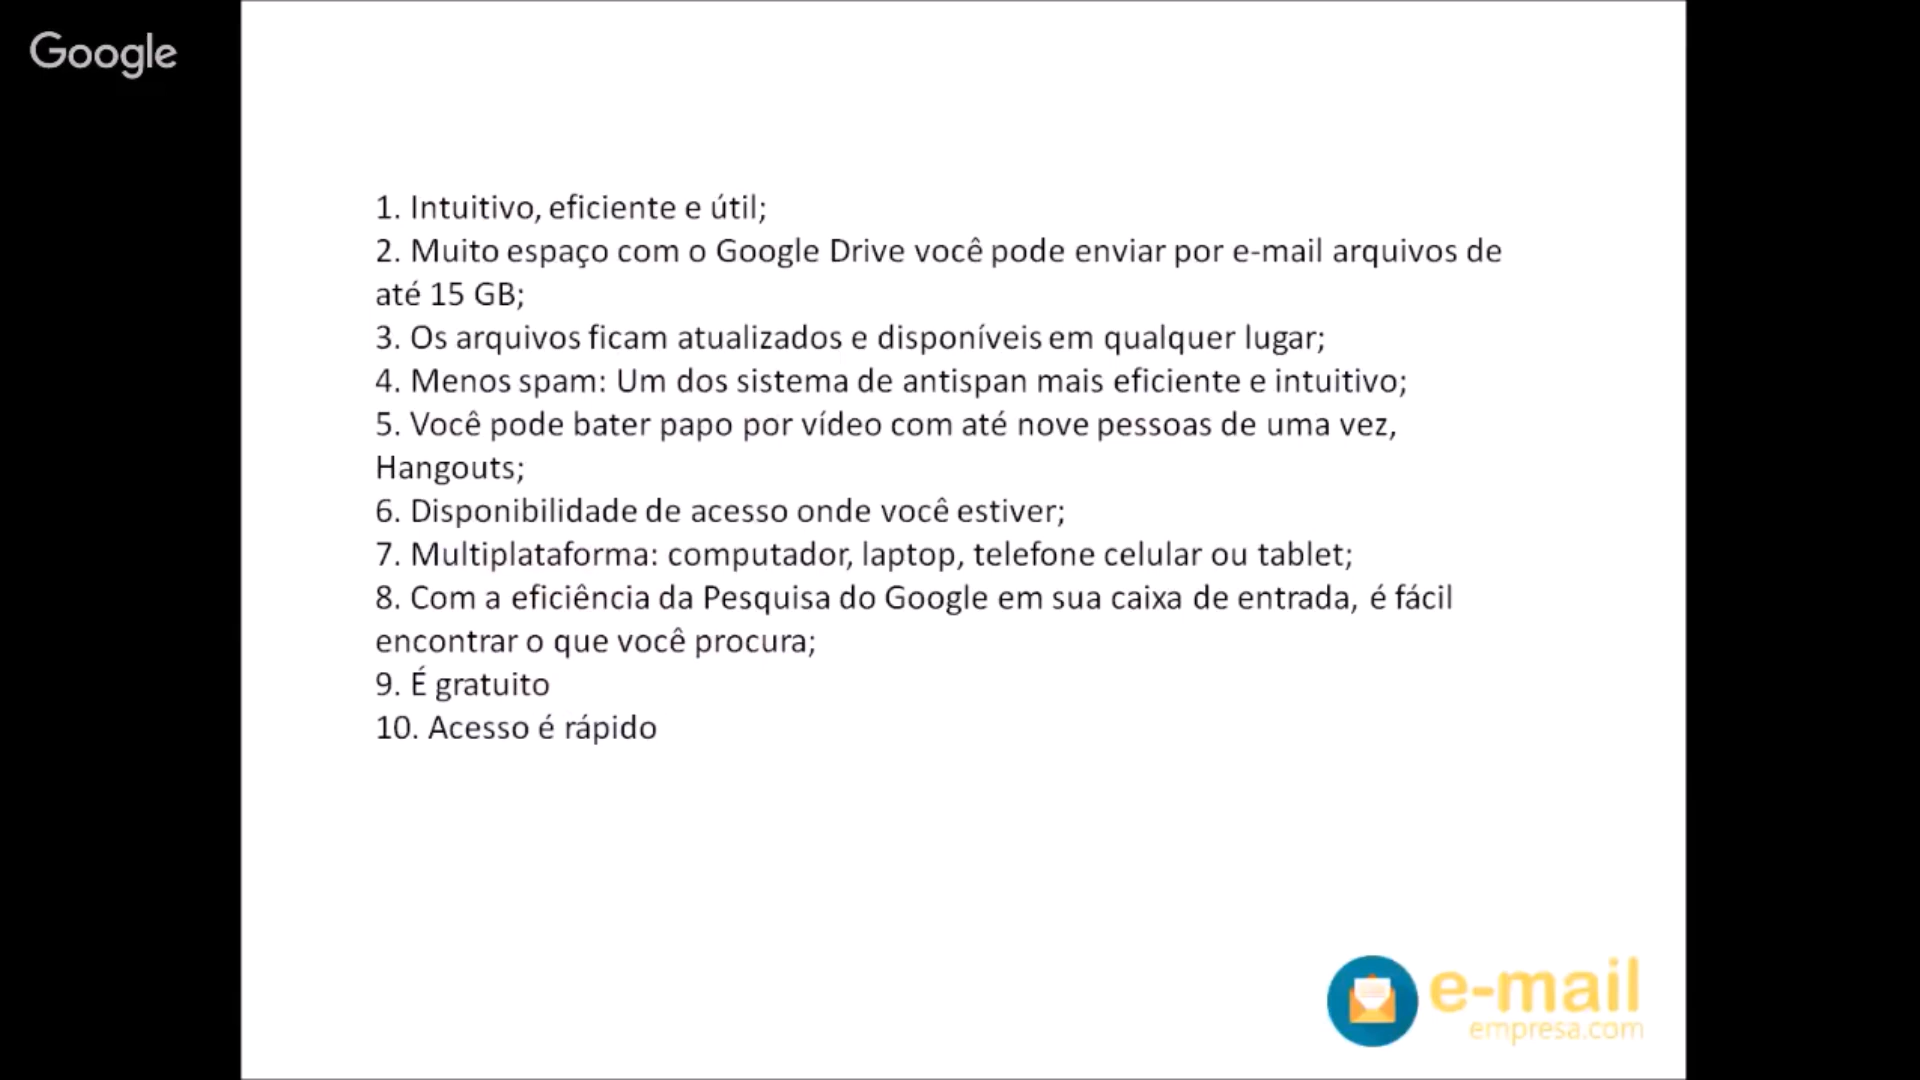 Google
1. Intuitivo, eficiente e útil;
2. Muito espaço com o Google Drive você pode enviar por e-mail arquivos de
até 15 GB;
3. Os arquivos ficam atualizados e disponíveis em qualquer lugar;
4. Menos spam: Um dos sistema de antispan mais eficiente e intuitivo;
5. Você pode bater papo por vídeo com até nove pessoas de uma vez,
Hangouts;
6. Disponibilidade de acesso onde você estiver;
7. Multiplataforma: computador, laptop, telefone celular ou tablet;
8. Com a eficiência da Pesquisa do Google em sua caixa de entrada, é fácil
encontrar o que você procura;
9. É gratuito
10. Acesso é rápido
e-mail
empresa.com